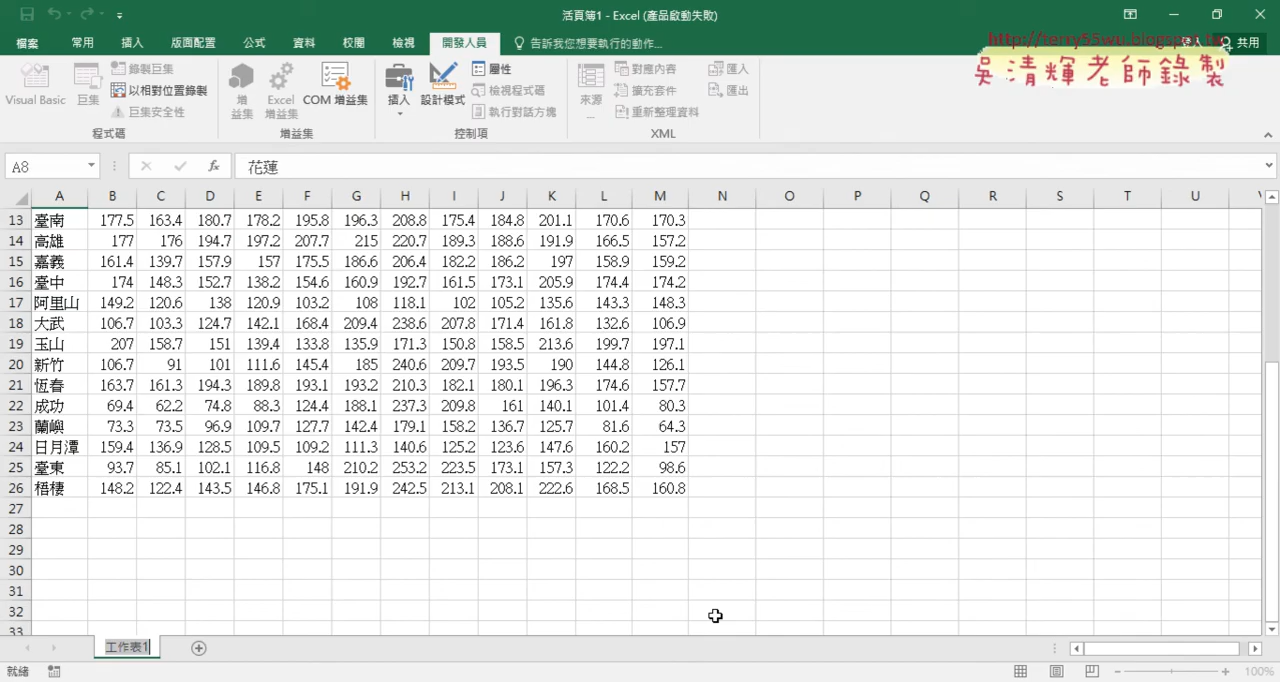 活頁簿1 - Excel (產品啟動失敗)
http://terry55wu.blogspot.tw
吳清輝老師錄製
檔案 常用 插入 版面配置 公式 資料 校閱 檢視 開發人員 告訴我您想要執行的動作... 登入 共用
Visual Basic 巨集 錄製巨集 以相對位置錄製 巨集安全性 程式碼
增益集 Excel 增益集 COM 增益集 增益集
插入 設計模式 屬性 檢視程式碼 執行對話方塊 控制項
來源 對應內容 擴充套件 重新整理資料 匯入 匯出 XML
A8 fx 花蓮
A B C D E F G H I J K L M N O P Q R S T U
13 臺南 177.5 163.4 180.7 178.2 195.8 196.3 208.8 175.4 184.8 201.1 170.6 170.3
14 高雄 177 176 194.7 197.2 207.7 215 220.7 189.3 188.6 191.9 166.5 157.2
15 嘉義 161.4 139.7 157.9 157 175.5 186.6 206.4 182.2 186.2 197 158.9 159.2
16 臺中 174 148.3 152.7 138.2 154.6 160.9 192.7 161.5 173.1 205.9 174.4 174.2
17 阿里山 149.2 120.6 138 120.9 103.2 108 118.1 102 105.2 135.6 143.3 148.3
18 大武 106.7 103.3 124.7 142.1 168.4 209.4 238.6 207.8 171.4 161.8 132.6 106.9
19 玉山 207 158.7 151 139.4 133.8 135.9 171.3 150.8 158.5 213.6 199.7 197.1
20 新竹 106.7 91 101 111.6 145.4 185 240.6 209.7 193.5 190 144.8 126.1
21 恆春 163.7 161.3 194.3 189.8 193.1 193.2 210.3 182.1 180.1 196.3 174.6 157.7
22 成功 69.4 62.2 74.8 88.3 124.4 188.1 237.3 209.8 161 140.1 101.4 80.3
23 蘭嶼 73.3 73.5 96.9 109.7 127.7 142.4 179.1 158.2 136.7 125.7 81.6 64.3
24 日月潭 159.4 136.9 128.5 109.5 109.2 111.3 140.6 125.2 123.6 147.6 160.2 157
25 臺東 93.7 85.1 102.1 116.8 148 210.2 253.2 223.5 173.1 157.3 122.2 98.6
26 梧棲 148.2 122.4 143.5 146.8 175.1 191.9 242.5 213.1 208.1 222.6 168.5 160.8
27
28
29
30
31
32
33
工作表1
就緒 100%